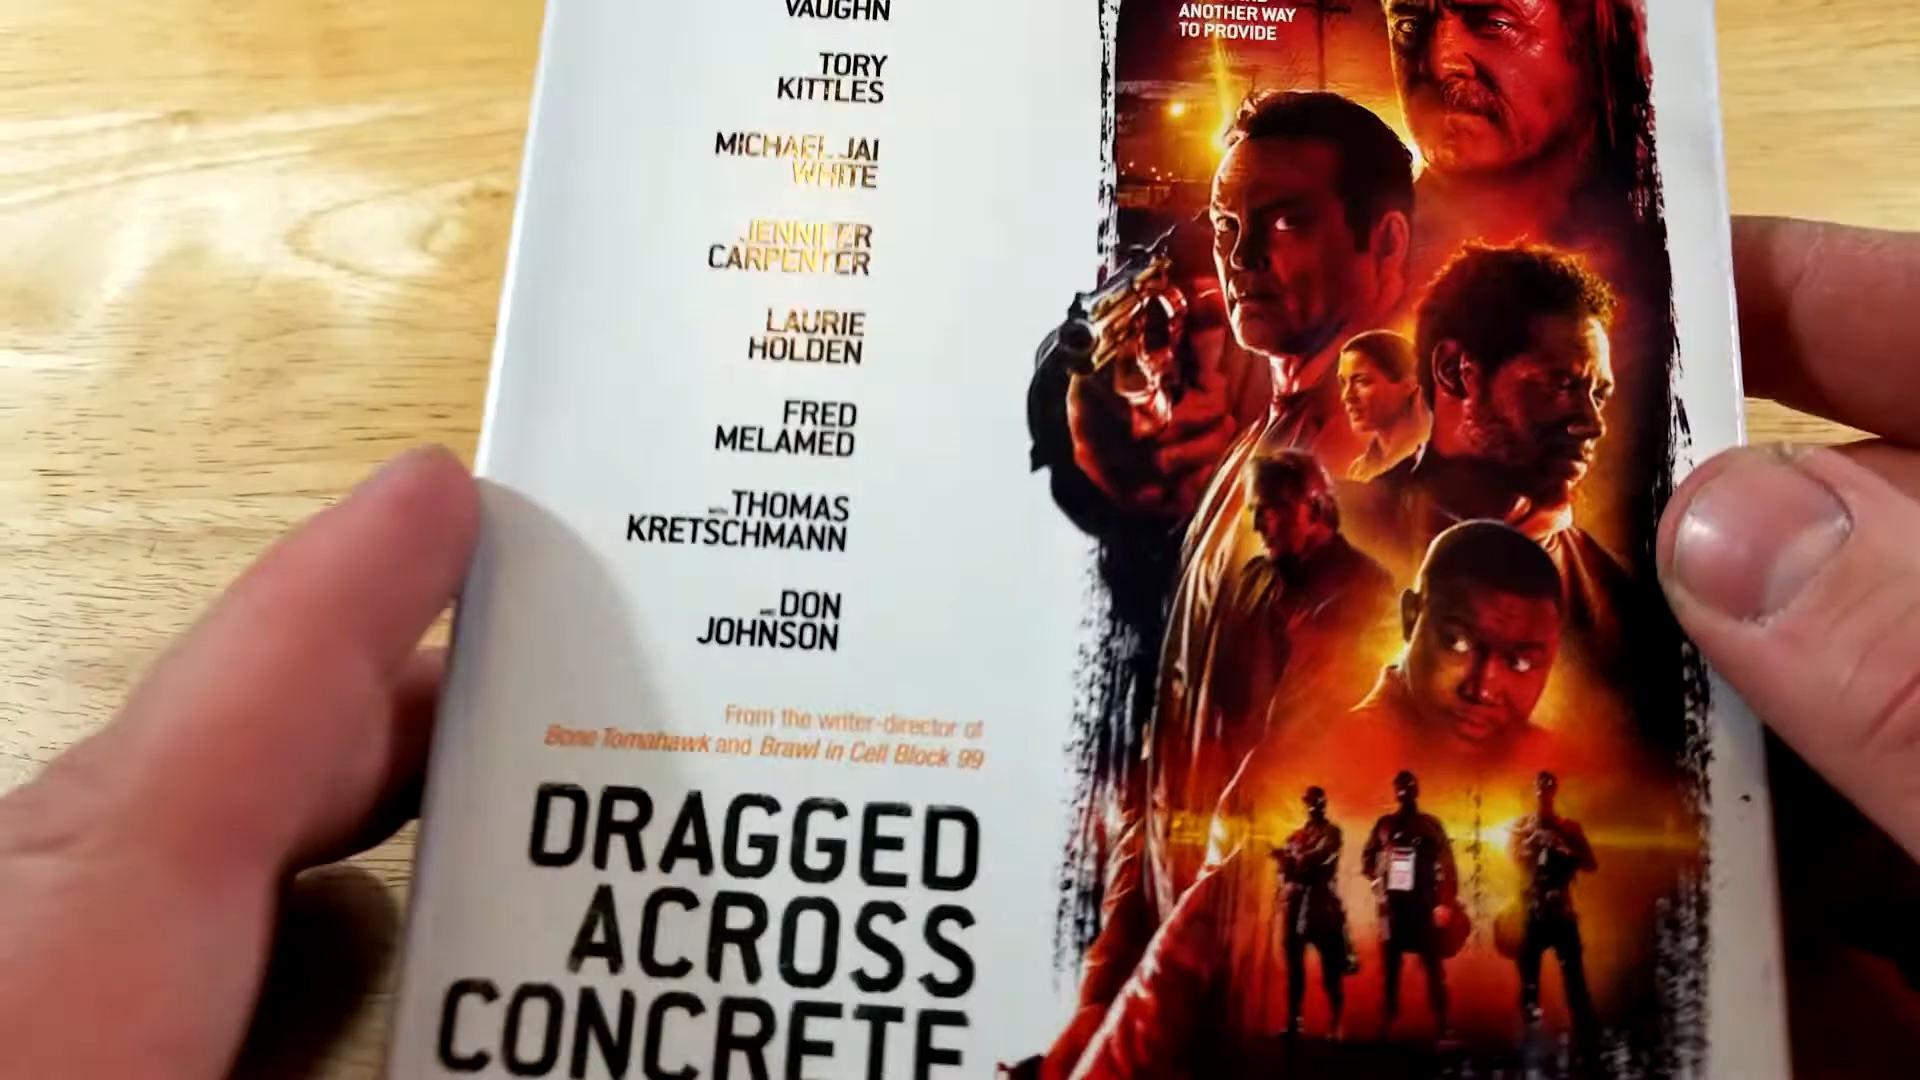 VAUGHN
TORY
KITTLES
MICHAEL JAI
WHITE
JENNIFER
CARPENTER
LAURIE
HOLDEN
FRED
MELAMED
THOMAS
KRETSCHMANN
DON
JOHNSON
From the writer-director of
Bone Tomahawk and Brawl in Cell Block 99
DRAGGED
ACROSS
CONCRETE
ANOTHER WAY
TO PROVIDE